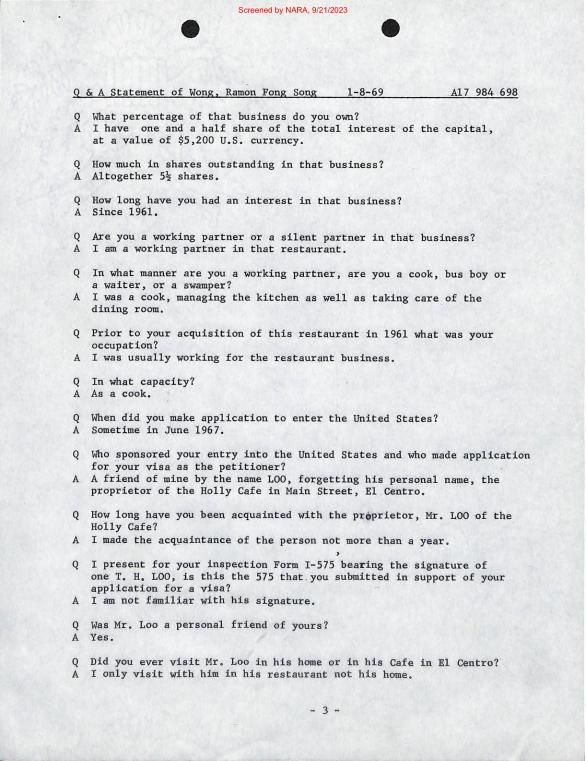 Screened by NARA, 9/21/2023
Q & A Statement of Wong, Ramon Fong Song 1-8-69 A17 984 698
Q What percentage of that business do you own?
A I have one and a half share of the total interest of the capital,
at a value of $5,200 U.S. currency.
Q How much in shares outstanding in that business?
A Altogether 5½ shares.
Q How long have you had an interest in that business?
A Since 1961.
Q Are you a working partner or a silent partner in that business?
A I am a working partner in that restaurant.
Q In what manner are you a working partner, are you a cook, bus boy or
a waiter, or a swamper?
A I was a cook, managing the kitchen as well as taking care of the
dining room.
Q Prior to your acquisition of this restaurant in 1961 what was your
occupation?
A I was usually working for the restaurant business.
Q In what capacity?
A As a cook.
Q When did you make application to enter the United States?
A Sometime in June 1967.
Q Who sponsored your entry into the United States and who made application
for your visa as the petitioner?
A A friend of mine by the name LOO, forgetting his personal name, the
proprietor of the Holly Cafe in Main Street, El Centro.
Q How long have you been acquainted with the proprietor, Mr. LOO of the
Holly Cafe?
A I made the acquaintance of the person not more than a year.
Q I present for your inspection Form I-575 bearing the signature of
one T. H. LOO, is this the 575 that you submitted in support of your
application for a visa?
A I am not familiar with his signature.
Q Was Mr. Loo a personal friend of yours?
A Yes.
Q Did you ever visit Mr. Loo in his home or in his Cafe in El Centro?
A I only visit with him in his restaurant not his home.
- 3 -